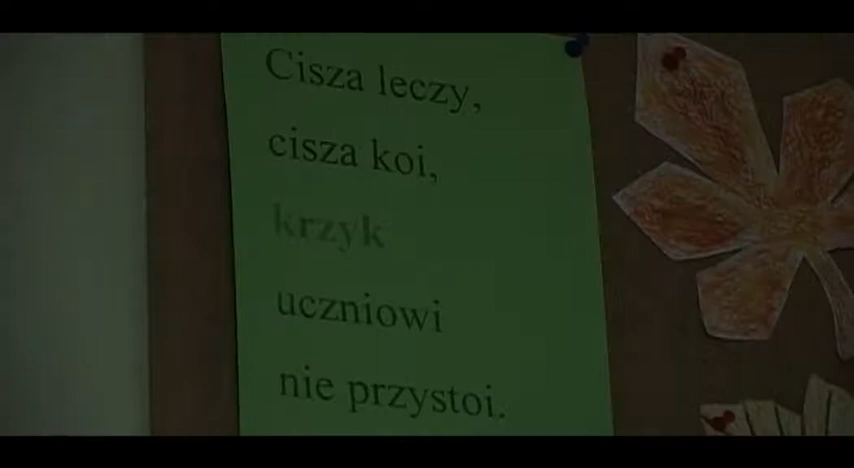 Cisza leczy,
cisza koi,
krzyk
uczniowi
nie przystoi.